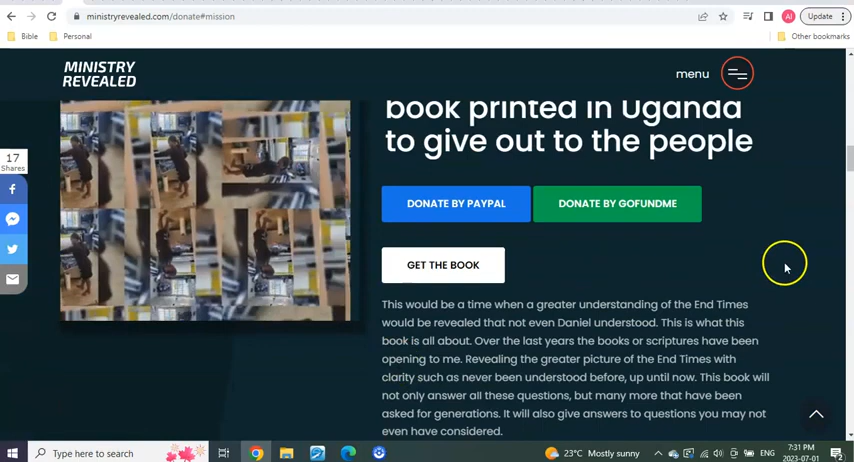 ministryrevealed.com/donate#mission
AI
Update
Bible
Personal
Other bookmarks
MINISTRY
REVEALED
menu
book printed in Uganda
to give out to the people
17
Shares
DONATE BY PAYPAL
DONATE BY GOFUNDME
GET THE BOOK
This would be a time when a greater understanding of the End Times
would be revealed that not even Daniel understood. This is what this
book is all about. Over the last years the books or scriptures have been
opening to me. Revealing the greater picture of the End Times with
clarity such as never been understood before, up until now. This book will
not only answer all these questions, but many more that have been
asked for generations. It will also give answers to questions you may not
even have considered.
Type here to search
23°C Mostly sunny
ENG
7:31 PM
2023-07-01
2